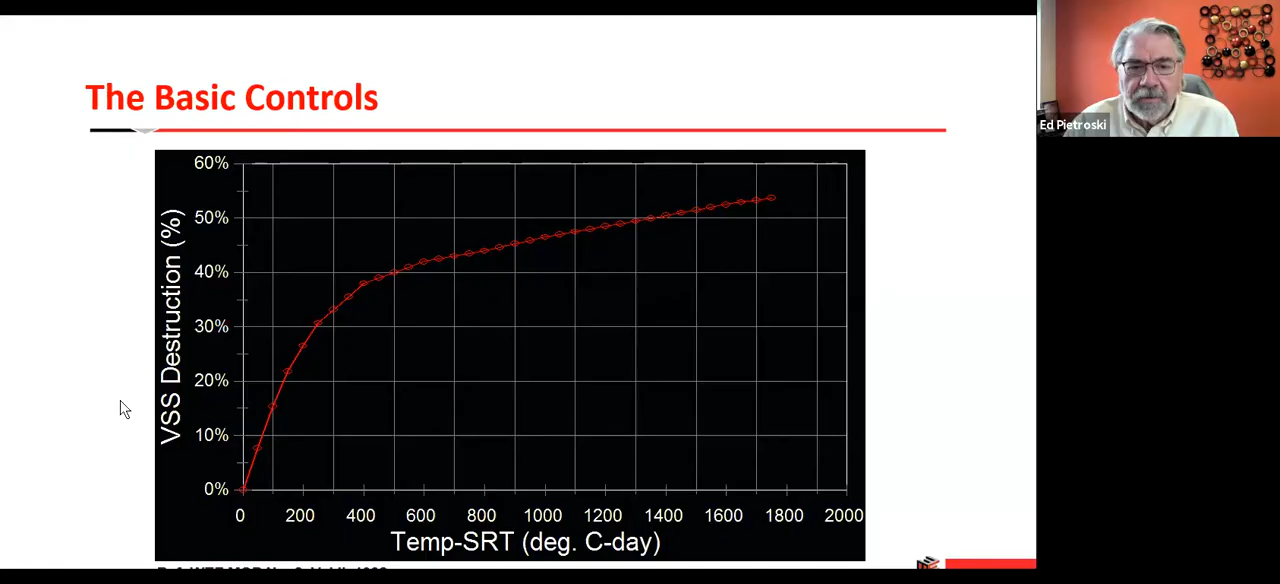 The Basic Controls
Ed Pietroski
60%
50%
40%
30%
20%
10%
0%
VSS Destruction (%)
0 200 400 600 800 1000 1200 1400 1600 1800 2000
Temp-SRT (deg. C-day)